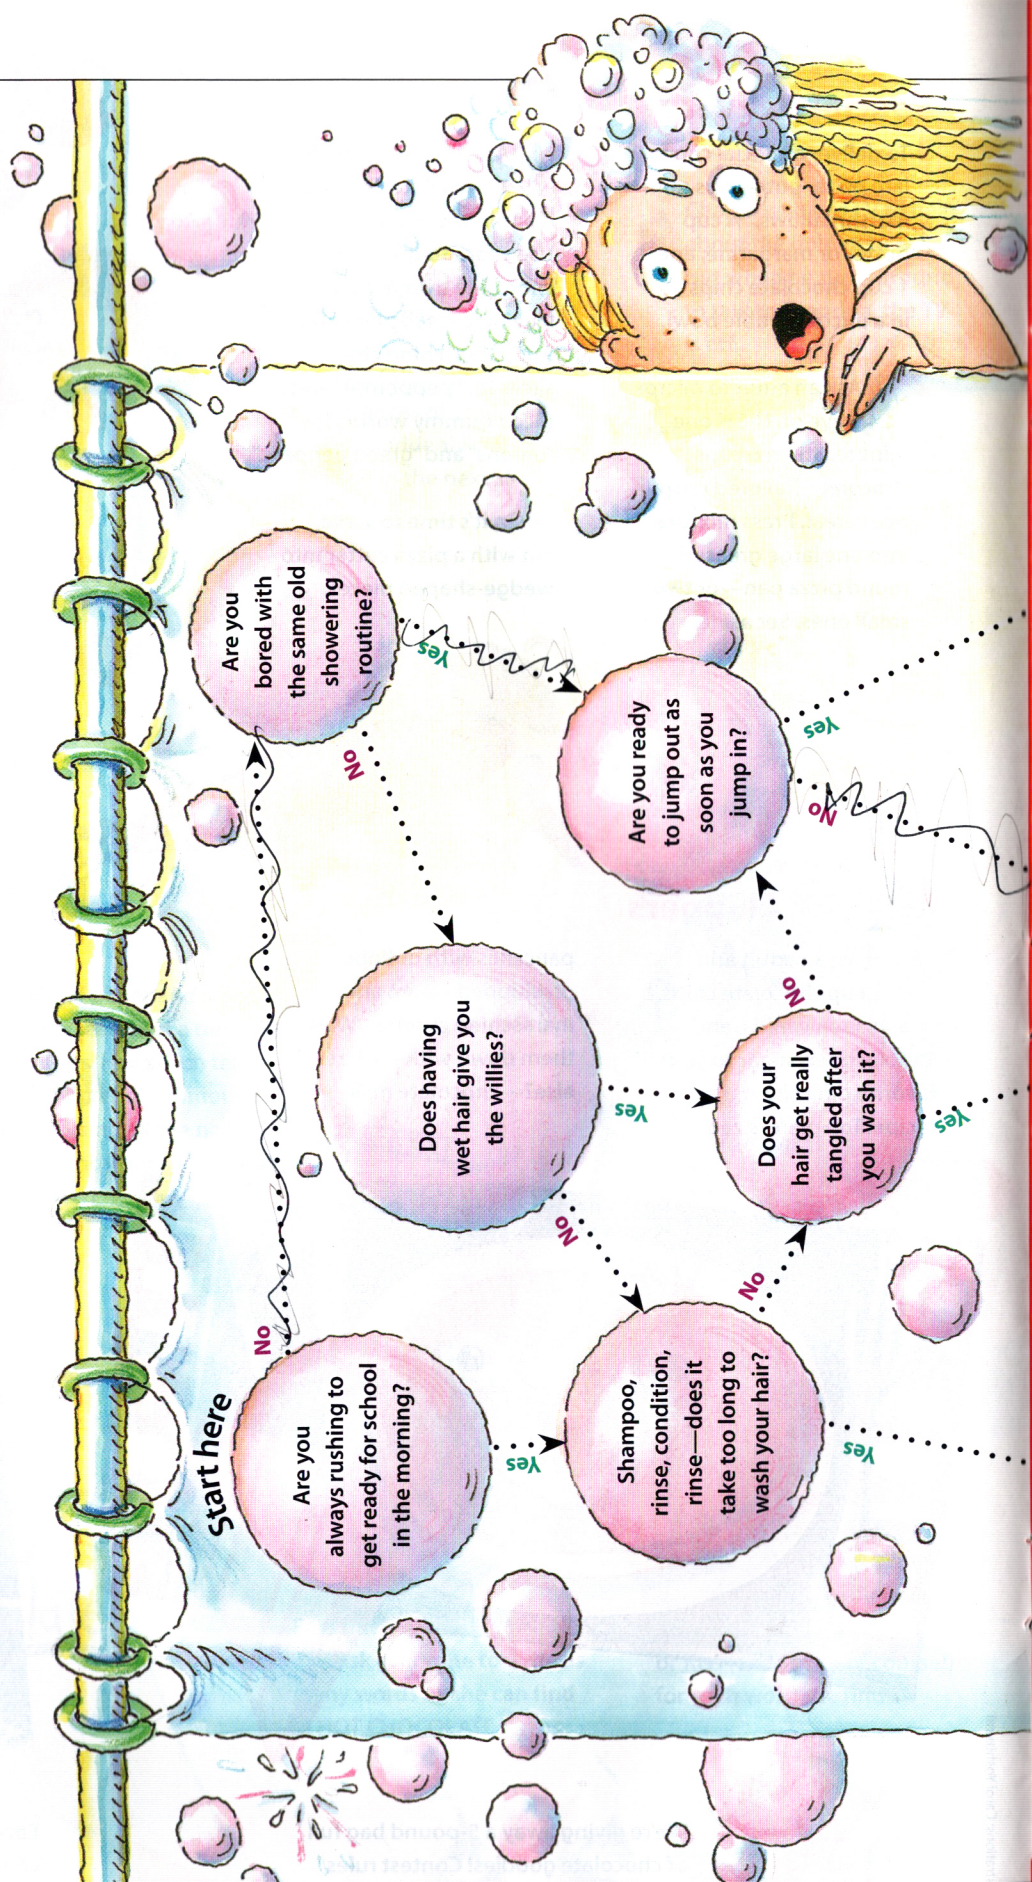 Start here
Are you
always rushing to
get ready for school
in the morning?
No
Yes
Are you
bored with
the same old
showering
routine?
No
Yes
Does having
wet hair give you
the willies?
No
Yes
Shampoo,
rinse, condition,
rinse—does it
take too long to
wash your hair?
No
Yes
Does your
hair get really
tangled after
you wash it?
No
Yes
Are you ready
to jump out as
soon as you
jump in?
No
Yes